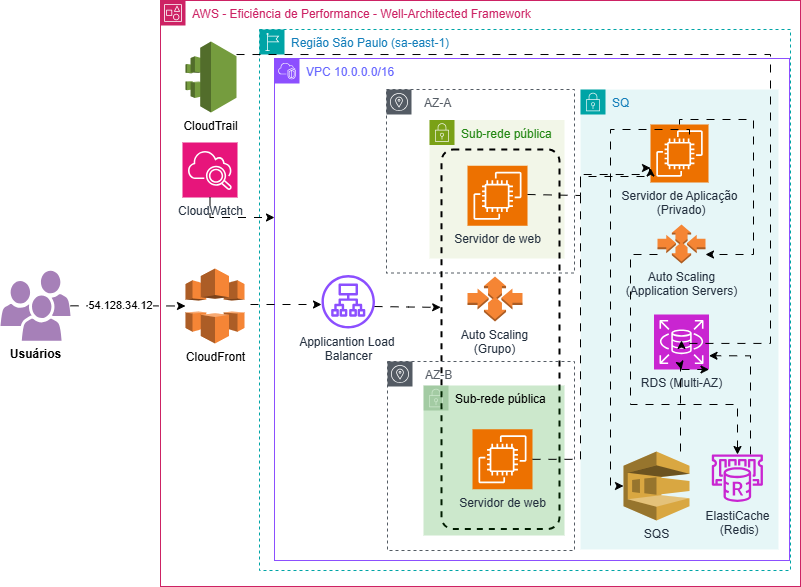 AWS - Eficiência de Performance - Well-Architected Framework
Região São Paulo (sa-east-1)
VPC 10.0.0.0/16
CloudTrail
CloudWatch
Usuários
54.128.34.12
CloudFront
Applicantion Load
Balancer
AZ-A
Sub-rede pública
Servidor de web
Auto Scaling
(Grupo)
AZ-B
Sub-rede pública
Servidor de web
SQ
Servidor de Aplicação
(Privado)
Auto Scaling
(Application Servers)
RDS (Multi-AZ)
SQS
R
ElastiCache
(Redis)